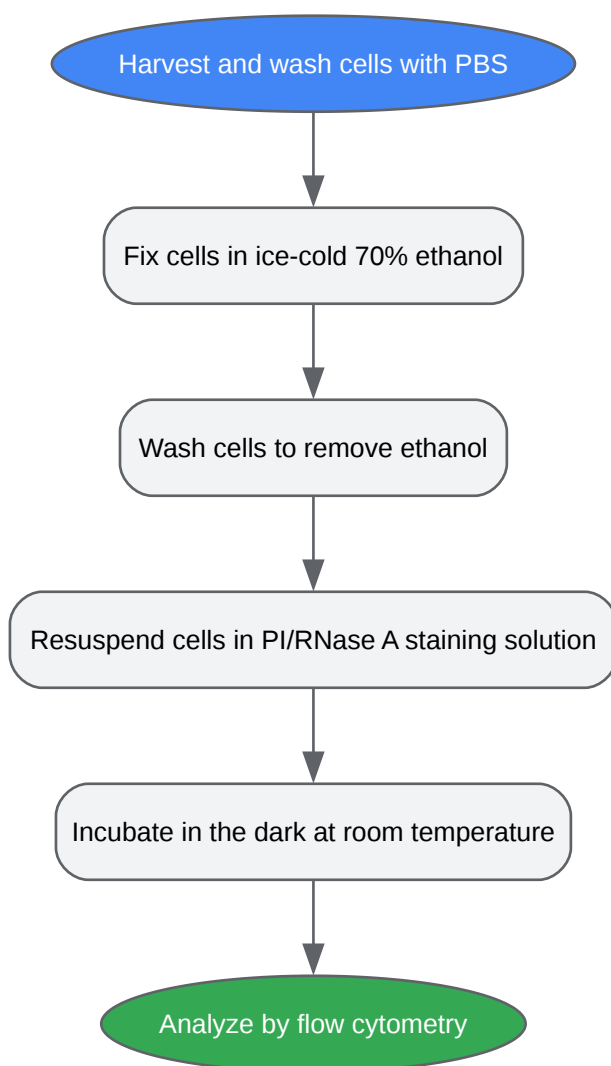 Harvest and wash cells with PBS
Fix cells in ice-cold 70% ethanol
Wash cells to remove ethanol
Resuspend cells in PI/RNase A staining solution
Incubate in the dark at room temperature
Analyze by flow cytometry